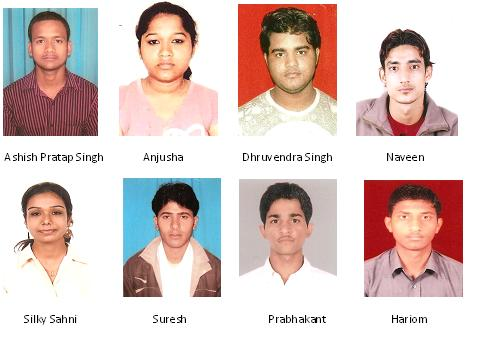 Ashish Pratap Singh Anjusha Dhruvendra Singh Naveen
Silky Sahni Suresh Prabhakant Hariom